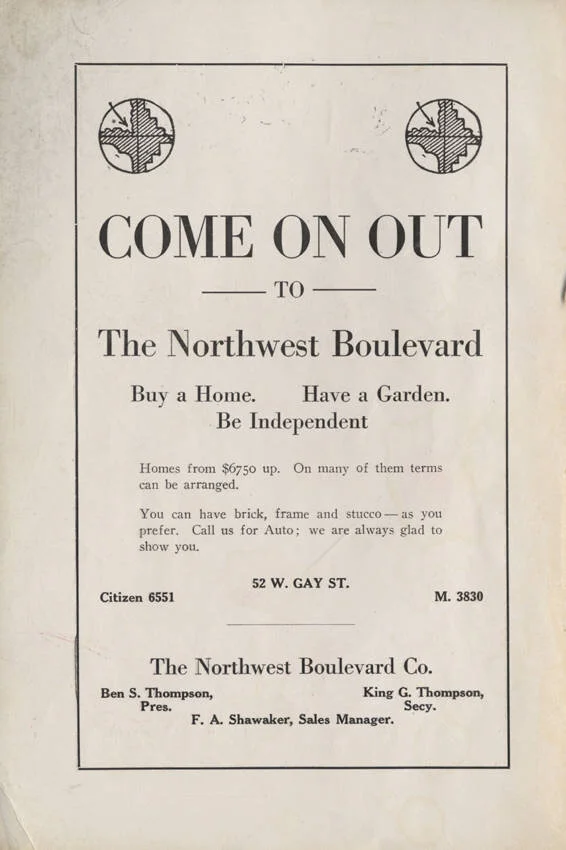 COME ON OUT
TO
The Northwest Boulevard
Buy a Home. Have a Garden.
Be Independent
Homes from $6750 up. On many of them terms
can be arranged.
You can have brick, frame and stucco — as you
prefer. Call us for Auto; we are always glad to
show you.
52 W. GAY ST.
Citizen 6551 M. 3830
The Northwest Boulevard Co.
Ben S. Thompson, King G. Thompson,
Pres. Secy.
F. A. Shawaker, Sales Manager.